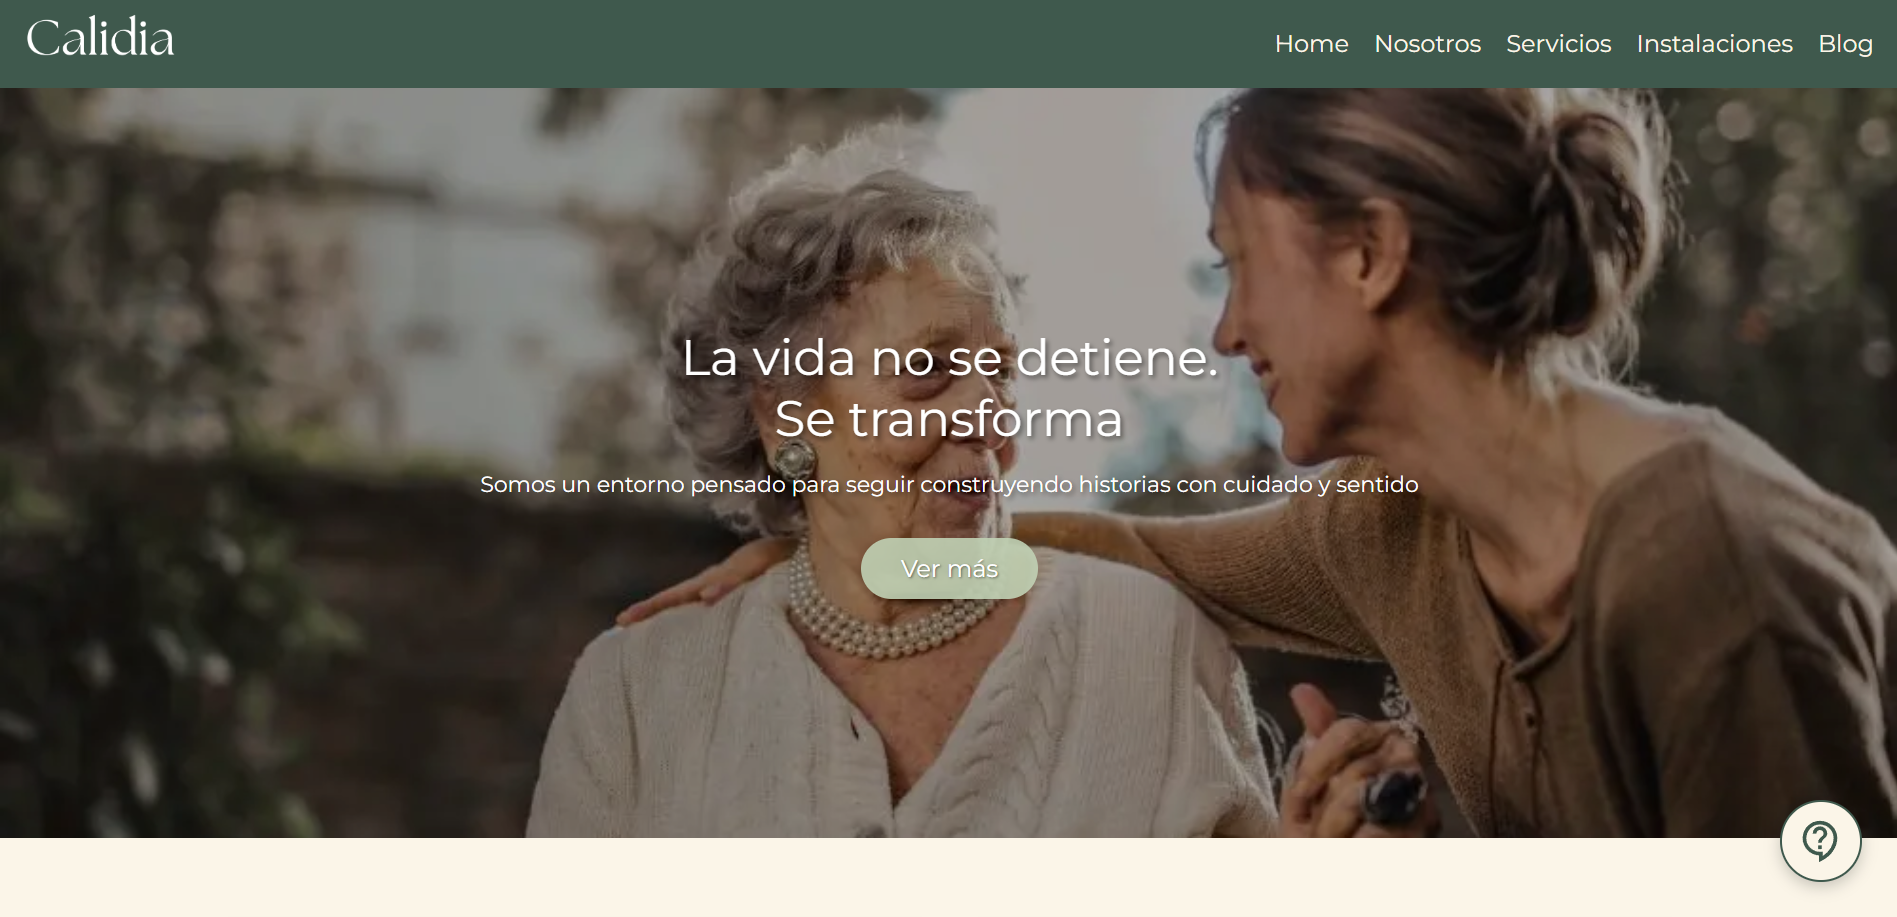 Calidia
Home Nosotros Servicios Instalaciones Blog
La vida no se detiene.
Se transforma
Somos un entorno pensado para seguir construyendo historias con cuidado y sentido
Ver más
?